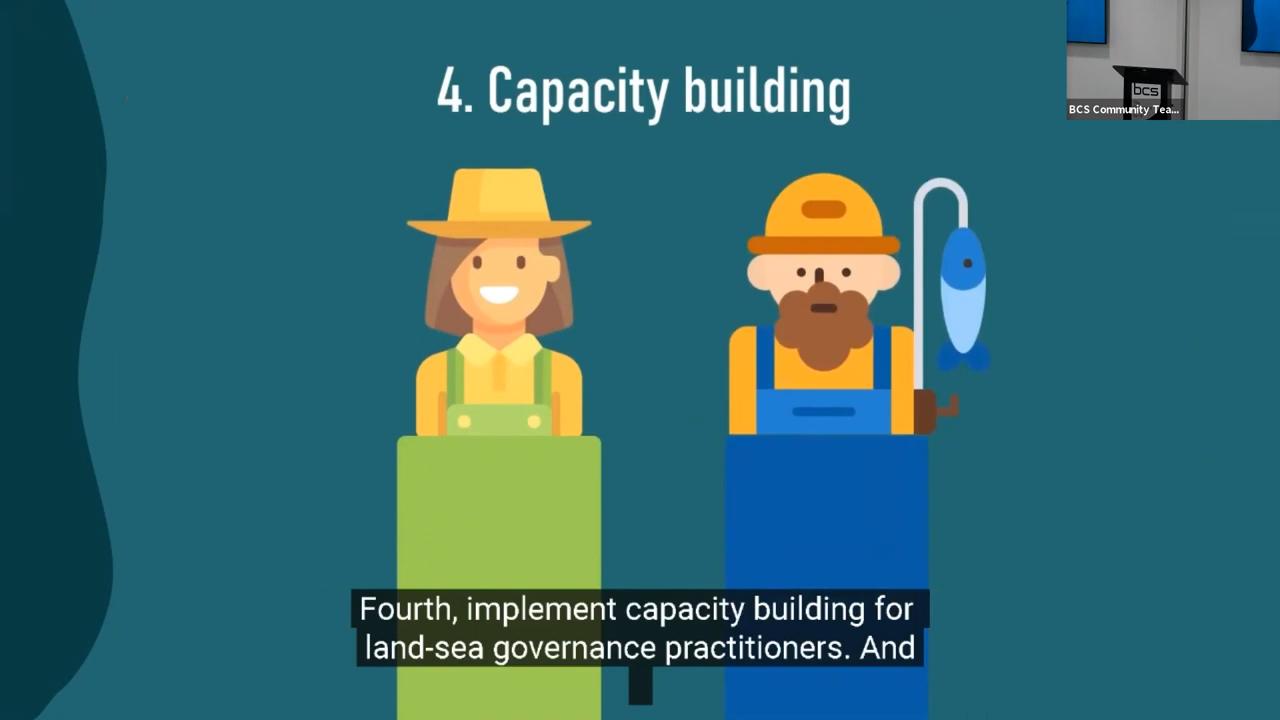 4. Capacity building
bcs
BCS Community Tea...
Fourth, implement capacity building for
land-sea governance practitioners. And